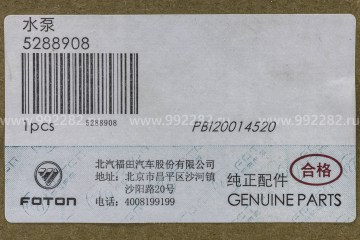 水泵
5288908
5288908
1pcs
PBI20014520
www.992282.ru
北汽福田汽车股份有限公司
地址: 北京市昌平区沙河镇
沙阳路20号
电话: 4008199199
FOTON
合格
纯正配件
GENUINE PARTS